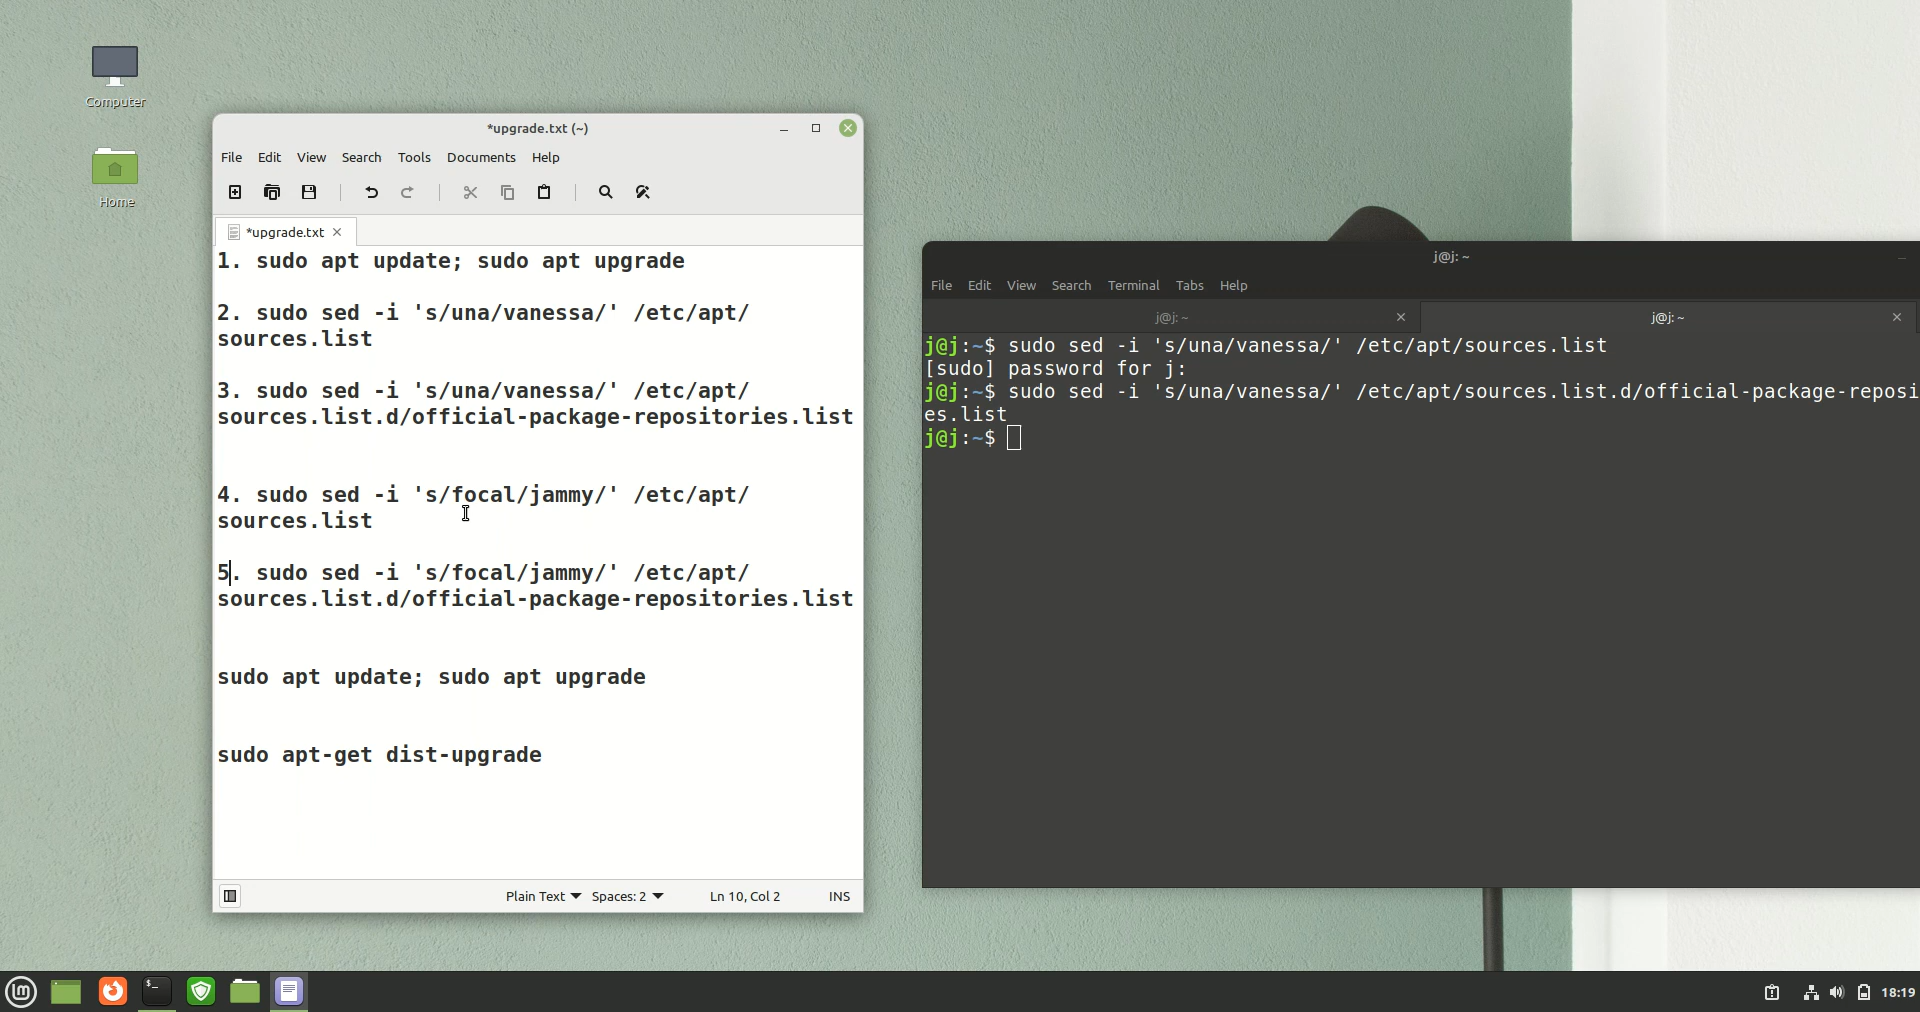 Computer
Home
*upgrade.txt (~)
File Edit View Search Tools Documents Help
*upgrade.txt
1. sudo apt update; sudo apt upgrade
2. sudo sed -i 's/una/vanessa/' /etc/apt/
sources.list
3. sudo sed -i 's/una/vanessa/' /etc/apt/
sources.list.d/official-package-repositories.list
4. sudo sed -i 's/focal/jammy/' /etc/apt/
sources.list
5. sudo sed -i 's/focal/jammy/' /etc/apt/
sources.list.d/official-package-repositories.list
sudo apt update; sudo apt upgrade
sudo apt-get dist-upgrade
Plain Text Spaces: 2 Ln 10, Col 2 INS
j@j: ~
File Edit View Search Terminal Tabs Help
j@j: ~ j@j: ~
j@j:~$ sudo sed -i 's/una/vanessa/' /etc/apt/sources.list
[sudo] password for j:
j@j:~$ sudo sed -i 's/una/vanessa/' /etc/apt/sources.list.d/official-package-reposi
es.list
j@j:~$
18:19